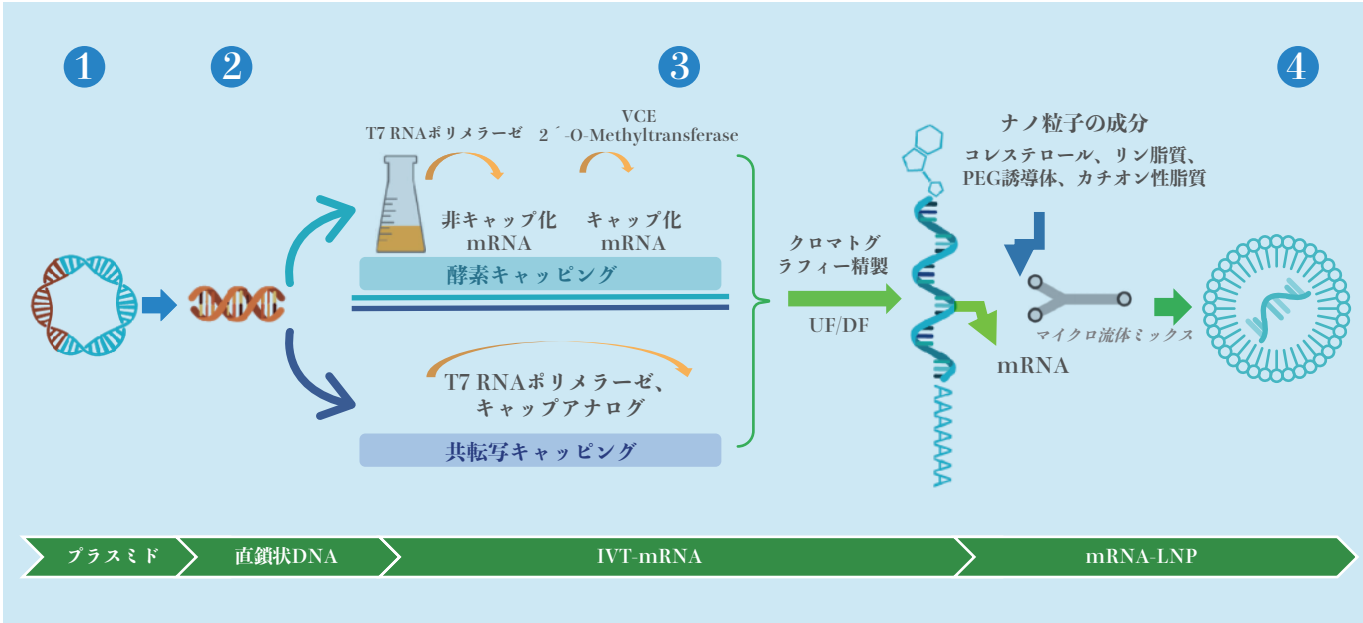 1
2
3
4
T7 RNAポリメラーゼ
VCE
2´-O-Methyltransferase
非キャップ化
mRNA
キャップ化
mRNA
酵素キャッピング
T7 RNAポリメラーゼ、
キャップアナログ
共転写キャッピング
クロマトグ
ラフィー精製
UF/DF
AAAAAA
mRNA
ナノ粒子の成分
コレステロール、リン脂質、
PEG誘導体、カチオン性脂質
マイクロ流体ミックス
プラスミド
直鎖状DNA
IVT-mRNA
mRNA-LNP